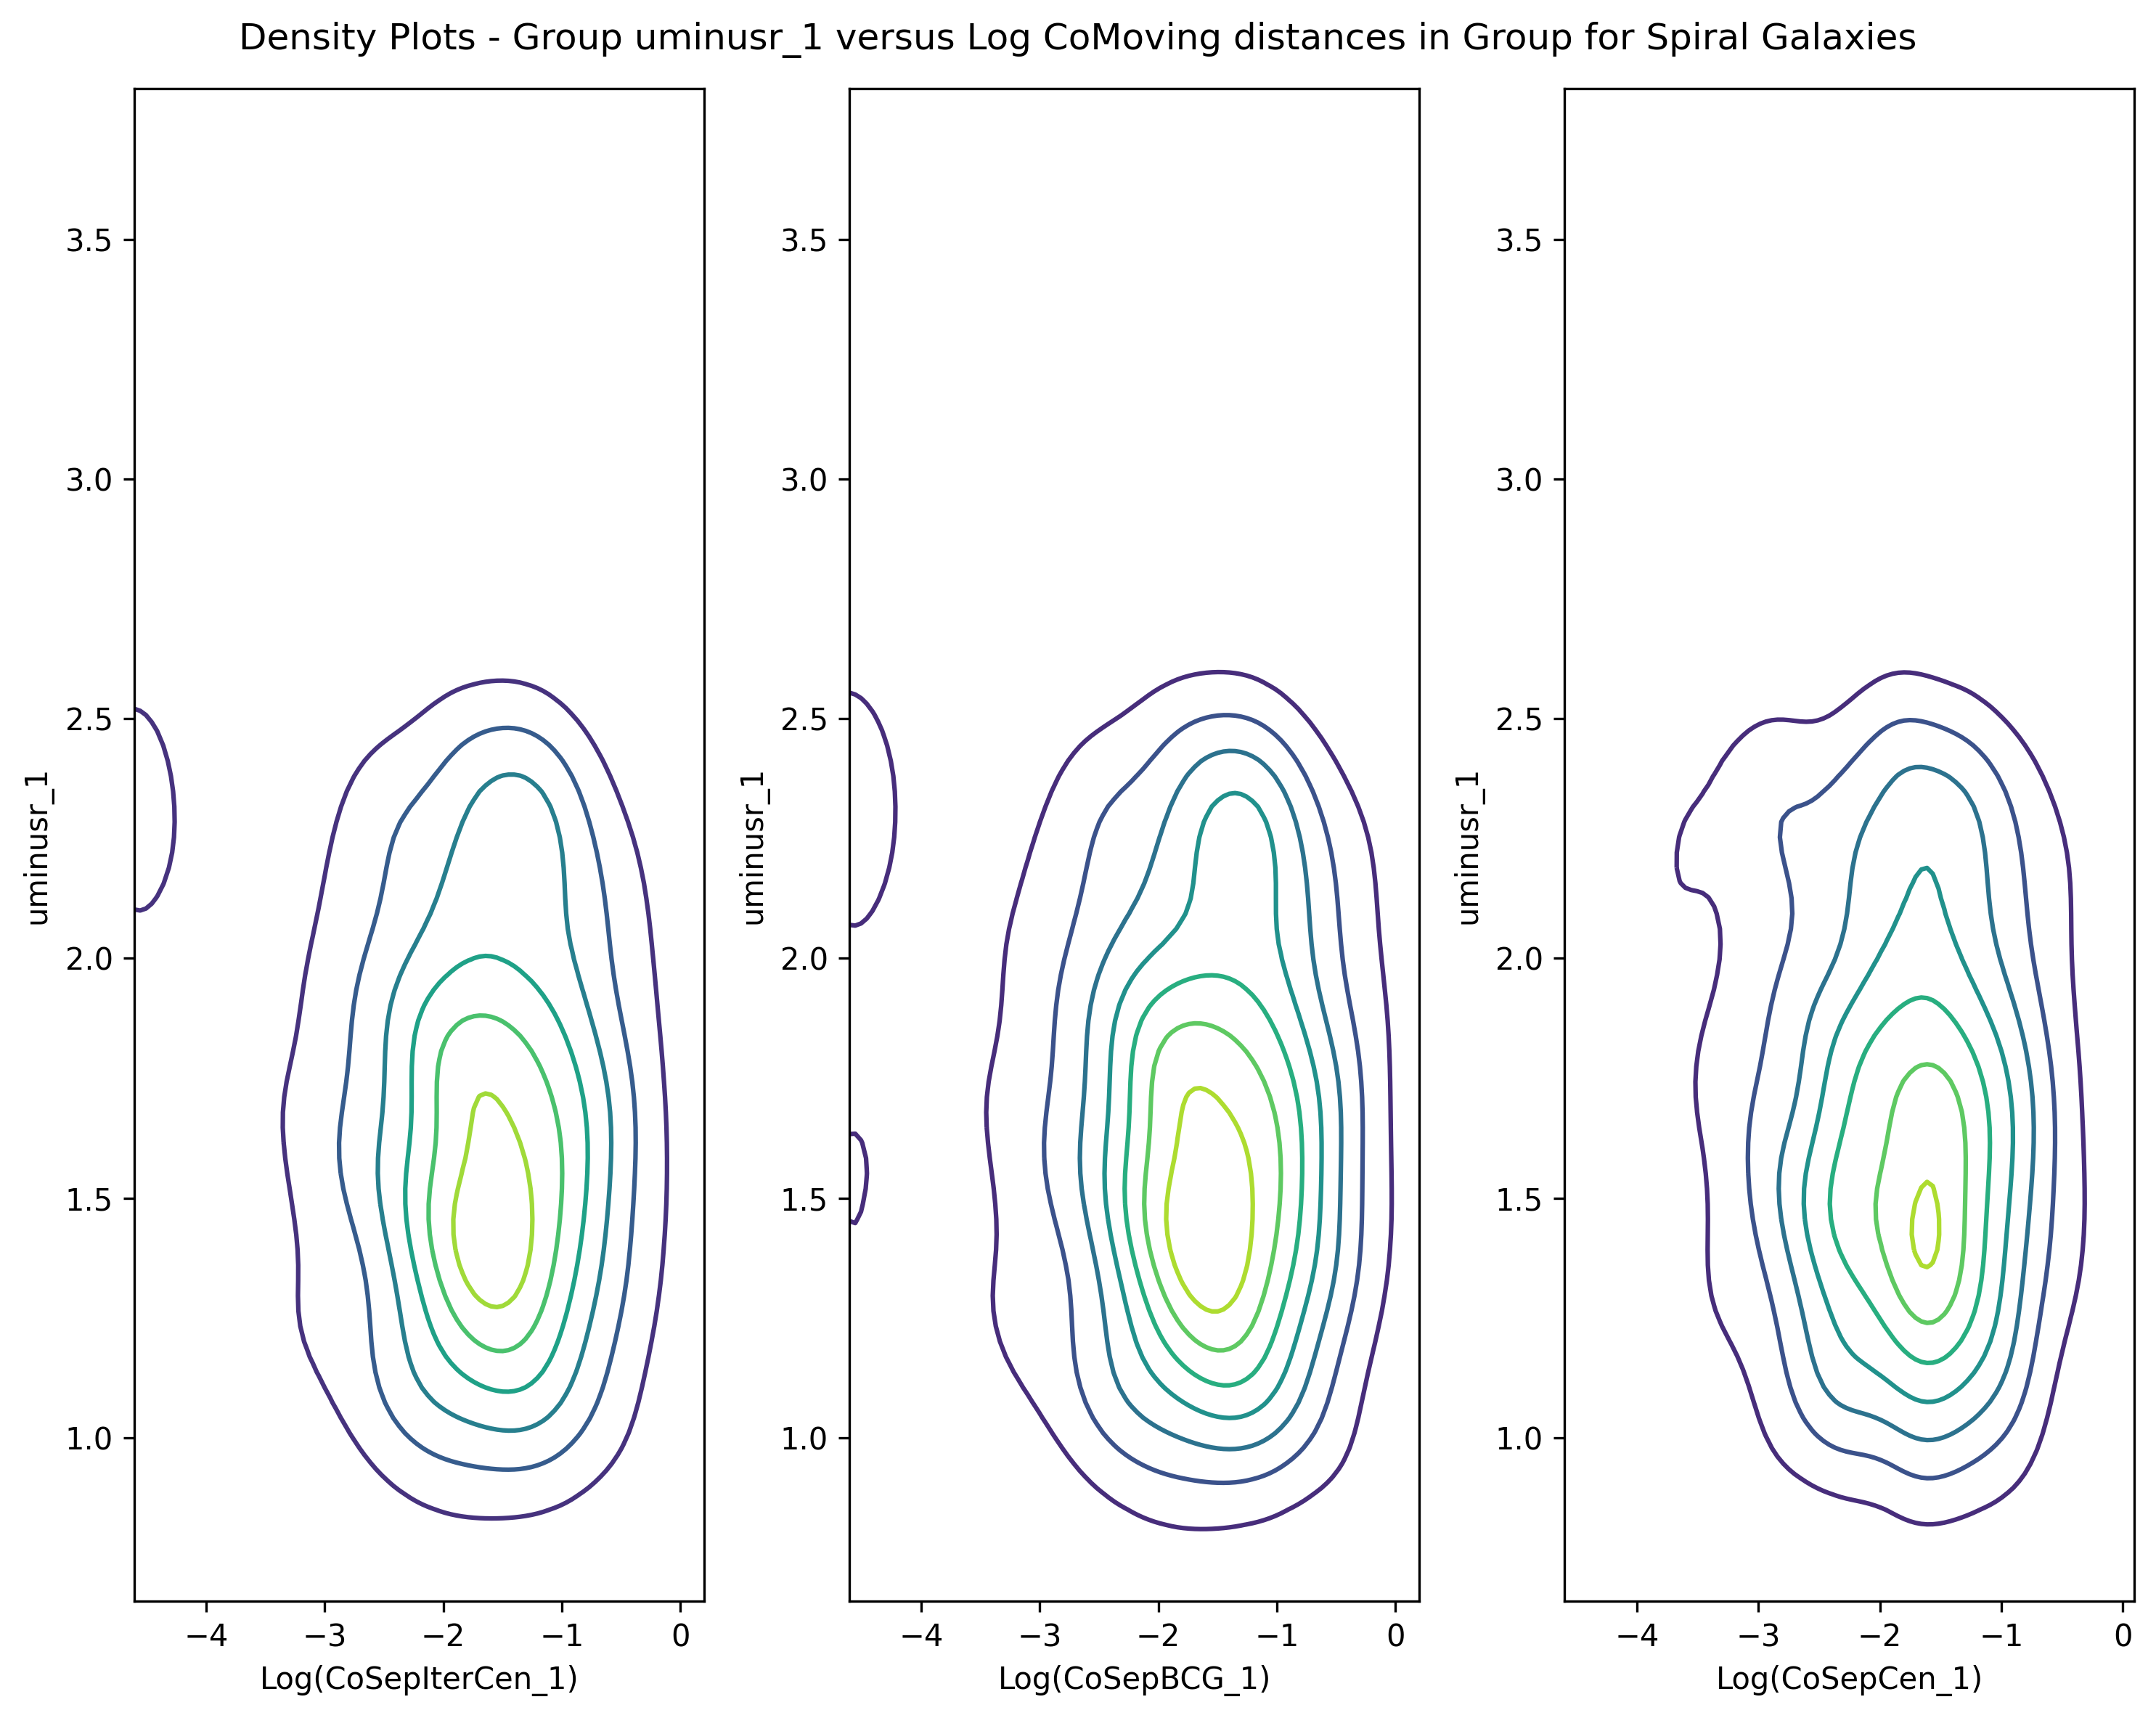 Density Plots - Group uminusr_1 versus Log CoMoving distances in Group for Spiral Galaxies
uminusr_1
3.5
3.0
2.5
2.0
1.5
1.0
−4 −3 −2 −1 0
Log(CoSepIterCen_1)
uminusr_1
3.5
3.0
2.5
2.0
1.5
1.0
−4 −3 −2 −1 0
Log(CoSepBCG_1)
uminusr_1
3.5
3.0
2.5
2.0
1.5
1.0
−4 −3 −2 −1 0
Log(CoSepCen_1)